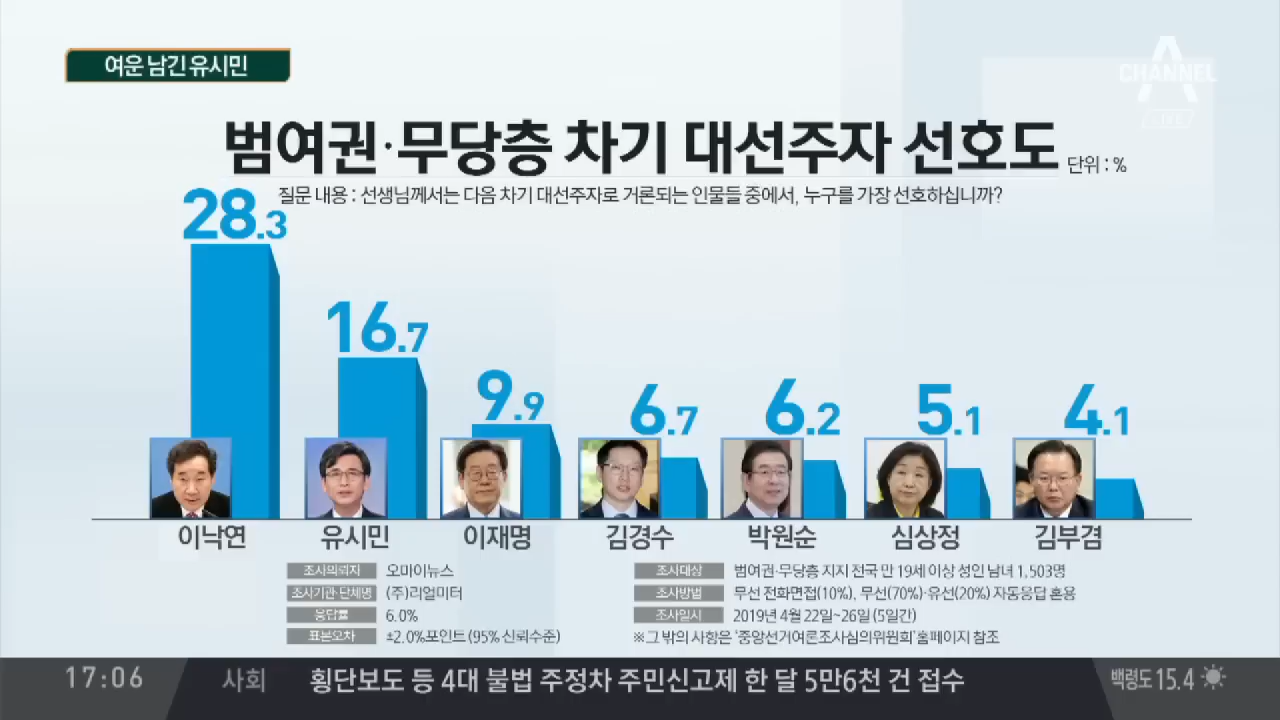 여운 남긴 유시민
CHANNEL A
LIVE
범여권·무당층 차기 대선주자 선호도 단위 : %
질문 내용 : 선생님께서는 다음 차기 대선주자로 거론되는 인물들 중에서, 누구를 가장 선호하십니까?
28.3
16.7
9.9
6.7
6.2
5.1
4.1
이낙연
유시민
이재명
김경수
박원순
심상정
김부겸
조사의뢰자 오마이뉴스
조사기관·단체명 (주)리얼미터
응답률 6.0%
표본오차 ±2.0%포인트 (95% 신뢰수준)
조사대상 범여권·무당층 지지 전국 만 19세 이상 성인 남녀 1,503명
조사방법 무선 전화면접(10%), 무선(70%)·유선(20%) 자동응답 혼용
조사일시 2019년 4월 22일~26일 (5일간)
※ 그 밖의 사항은 '중앙선거여론조사심의위원회' 홈페이지 참조
17:06 사회 횡단보도 등 4대 불법 주정차 주민신고제 한 달 5만6천 건 접수 백령도 15.4